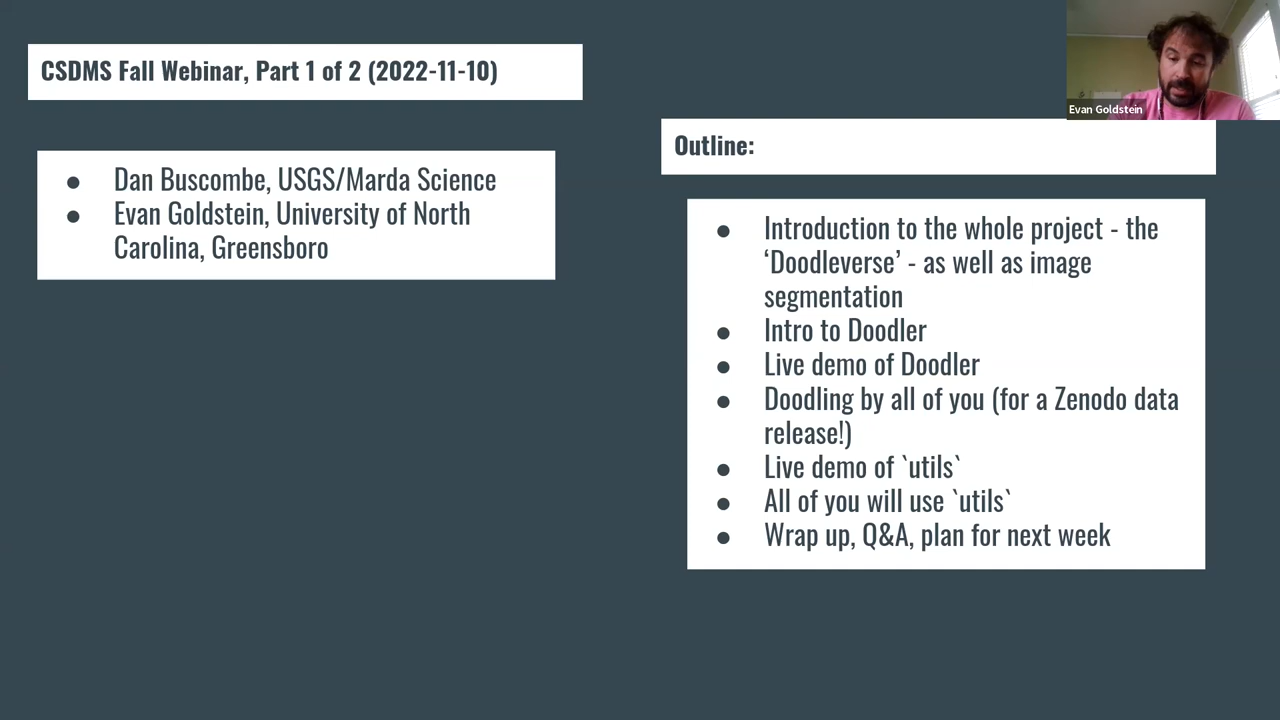 CSDMS Fall Webinar, Part 1 of 2 (2022-11-10)
● Dan Buscombe, USGS/Marda Science
● Evan Goldstein, University of North
Carolina, Greensboro
Evan Goldstein
Outline:
● Introduction to the whole project - the
‘Doodleverse’ - as well as image
segmentation
● Intro to Doodler
● Live demo of Doodler
● Doodling by all of you (for a Zenodo data
release!)
● Live demo of `utils`
● All of you will use `utils`
● Wrap up, Q&A, plan for next week